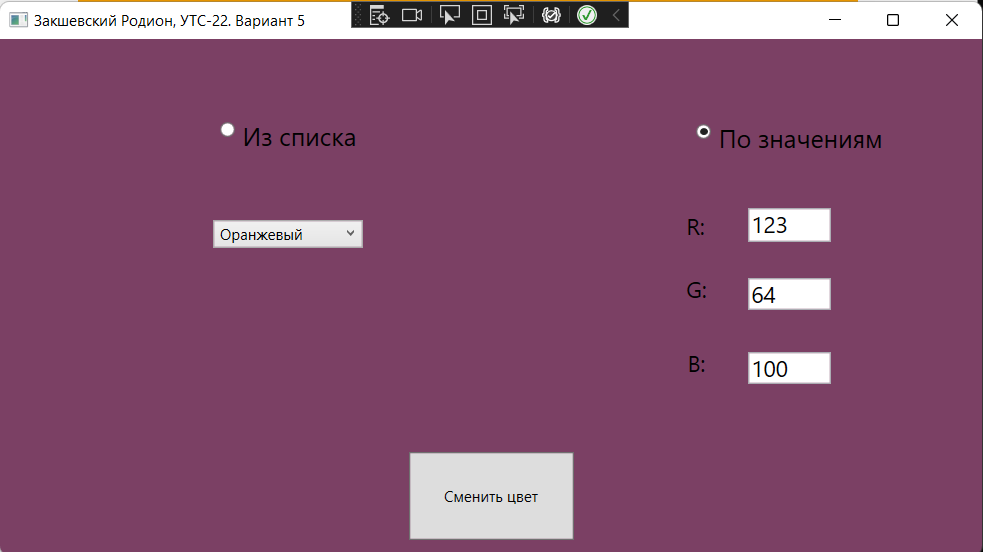 Закшевский Родион, УТС-22. Вариант 5
Из списка
По значениям
Оранжевый
R:
123
G:
64
B:
100
Сменить цвет